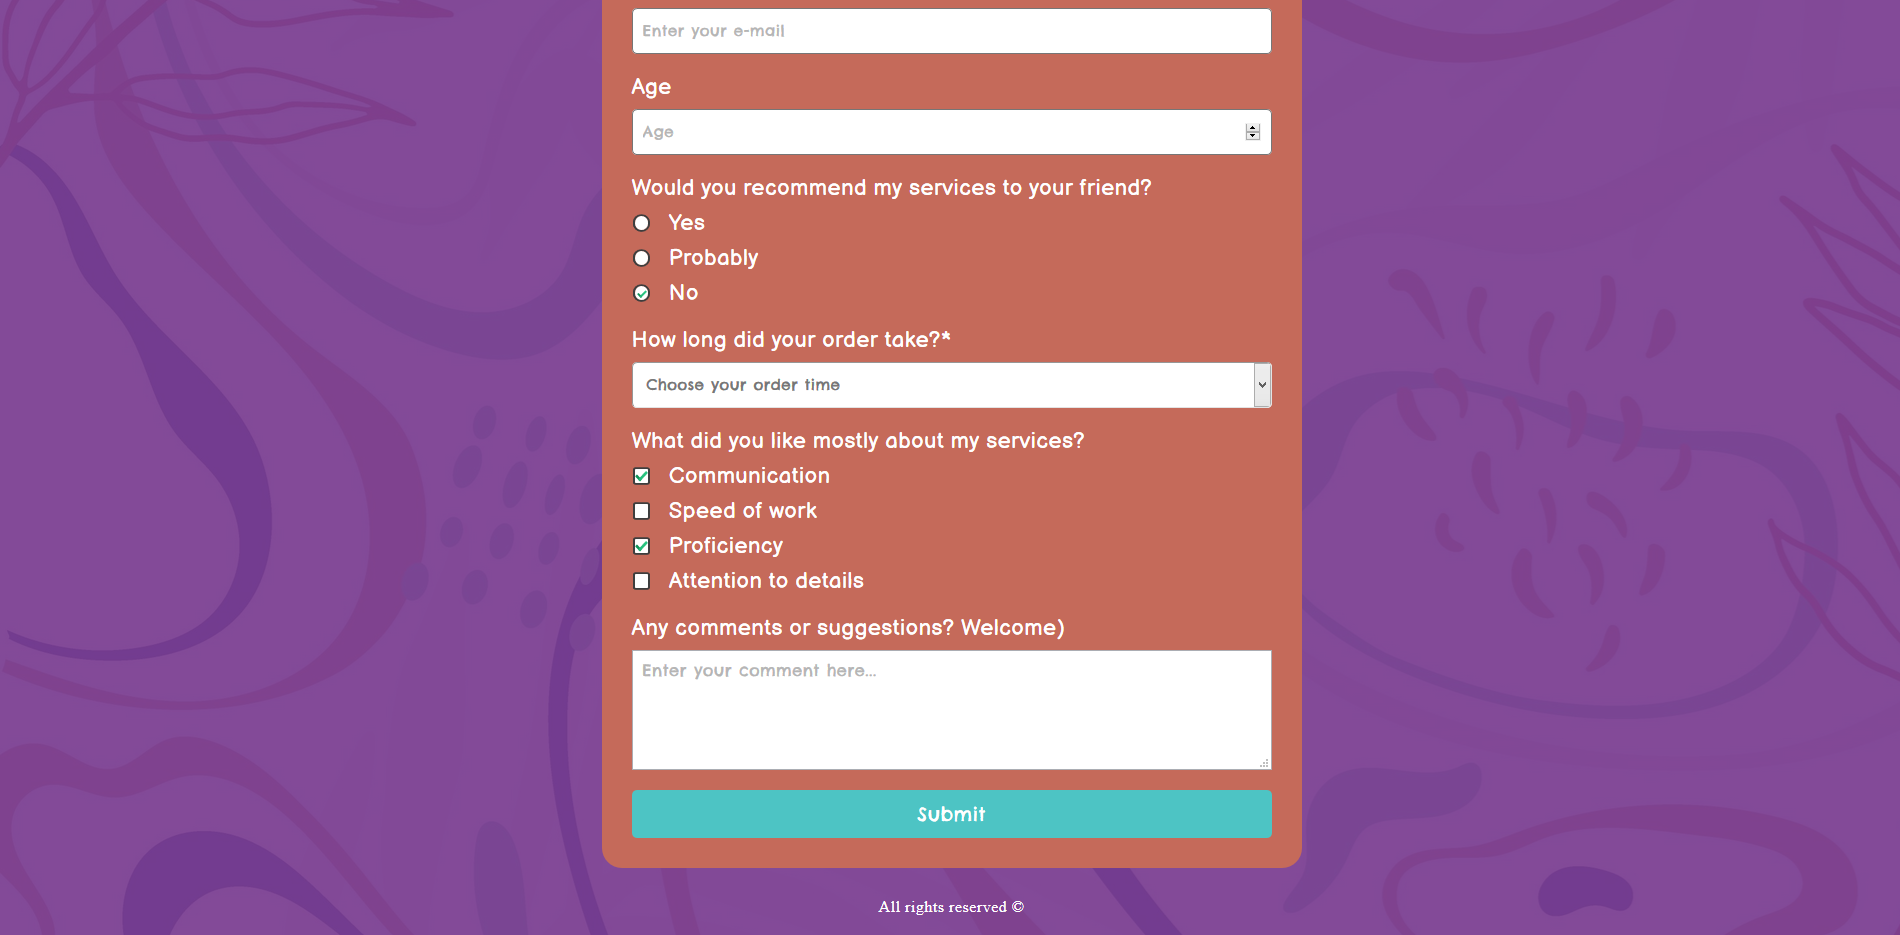 Enter your e-mail
Age
Age
Would you recommend my services to your friend?
Yes
Probably
No
How long did your order take?*
Choose your order time
What did you like mostly about my services?
Communication
Speed of work
Proficiency
Attention to details
Any comments or suggestions? Welcome)
Enter your comment here...
Submit
All rights reserved ©